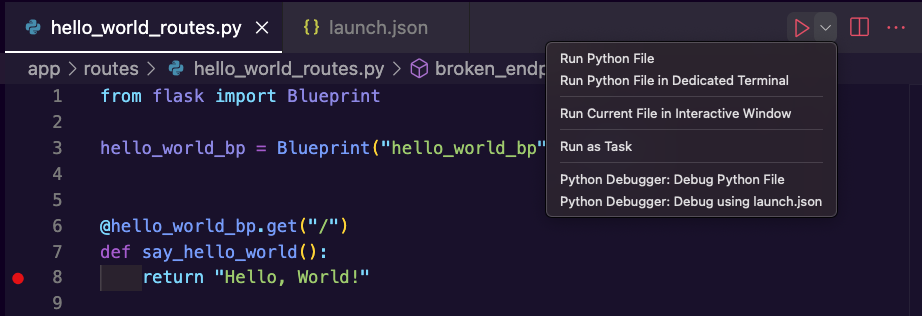 hello_world_routes.py
launch.json
app > routes > hello_world_routes.py > broken_endp
Run Python File
Run Python File in Dedicated Terminal
Run Current File in Interactive Window
Run as Task
Python Debugger: Debug Python File
Python Debugger: Debug using launch.json
1 from flask import Blueprint
2
3 hello_world_bp = Blueprint("hello_world_bp"
4
5
6 @hello_world_bp.get("/")
7 def say_hello_world():
8 return "Hello, World!"
9